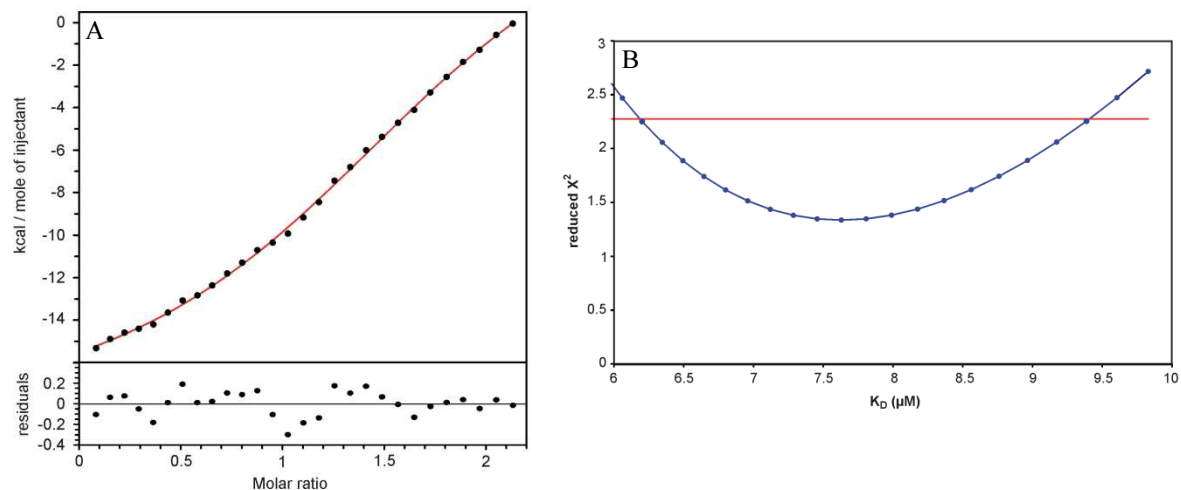 A
0
-2
-4
-6
-8
-10
-12
-14
kcal / mole of injectant
0.2
0
-0.2
-0.4
residuals
0 0.5 1 1.5 2
Molar ratio
B
3
2.5
2
1.5
1
0.5
0
reduced X²
6 6.5 7 7.5 8 8.5 9 9.5 10
K_D (µM)